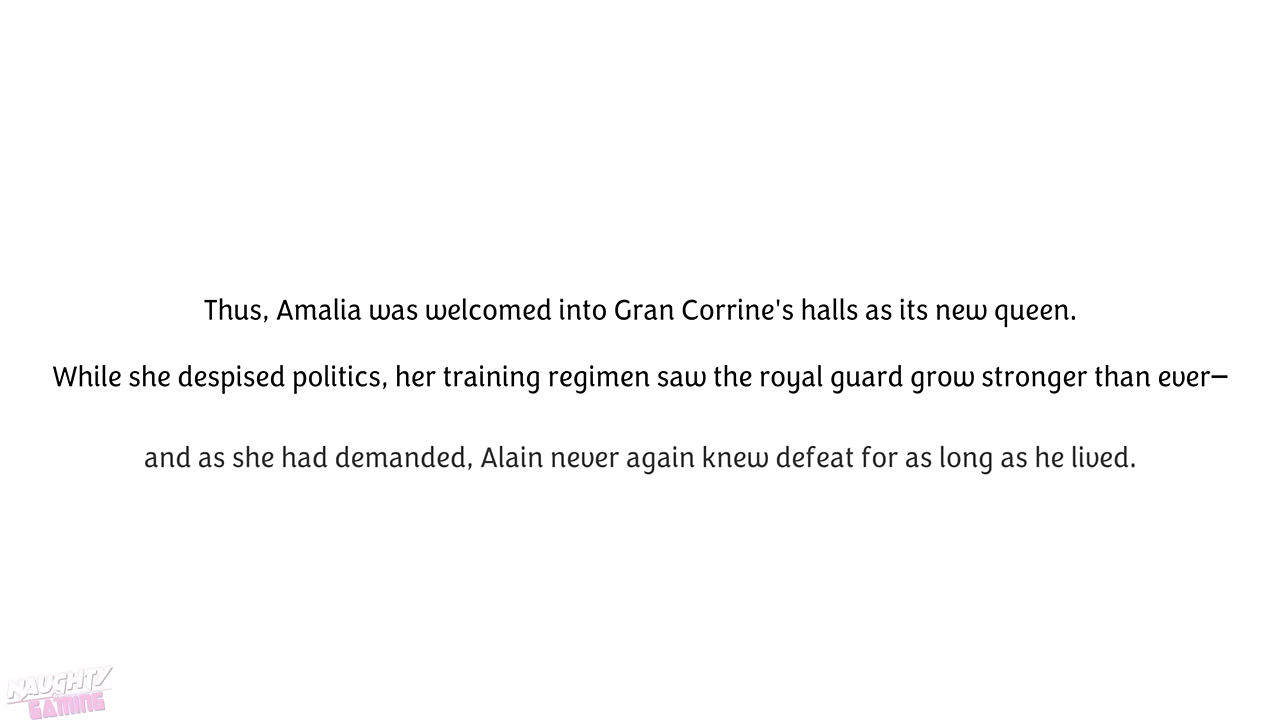 Thus, Amalia was welcomed into Gran Corrine's halls as its new queen.
While she despised politics, her training regimen saw the royal guard grow stronger than ever—
and as she had demanded, Alain never again knew defeat for as long as he lived.
NAUGHTY
GAMING